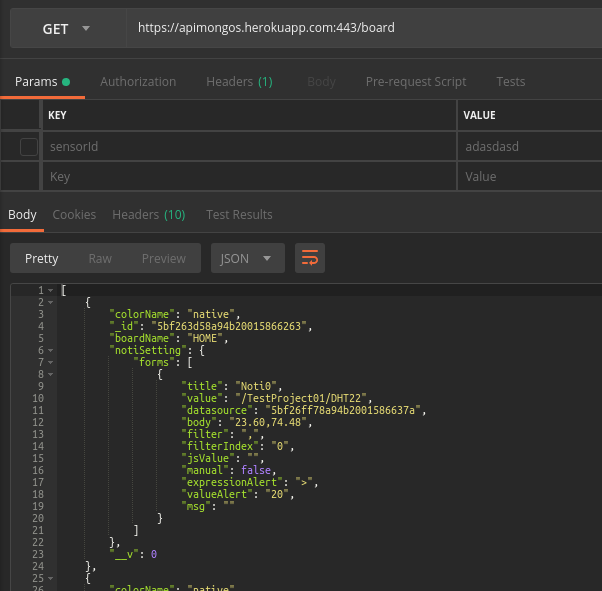 GET https://apimongos.herokuapp.com:443/board
Params Authorization Headers (1) Body Pre-request Script Tests
KEY VALUE
sensorId adasdasd
Key Value
Body Cookies Headers (10) Test Results
Pretty Raw Preview JSON
1 [
2 {
3 "colorName": "native",
4 "_id": "5bf263d58a94b20015866263",
5 "boardName": "HOME",
6 "notiSetting": {
7 "forms": [
8 {
9 "title": "Noti0",
10 "value": "/TestProject01/DHT22",
11 "datasource": "5bf26ff78a94b2001586637a",
12 "body": "23.60,74.48",
13 "filter": ",",
14 "filterIndex": "0",
15 "jsValue": "",
16 "manual": false,
17 "expressionAlert": ">",
18 "valueAlert": "20",
19 "msg": ""
20 }
21 ]
22 },
23 "__v": 0
24 },
25 {
26 "colorName": "native"